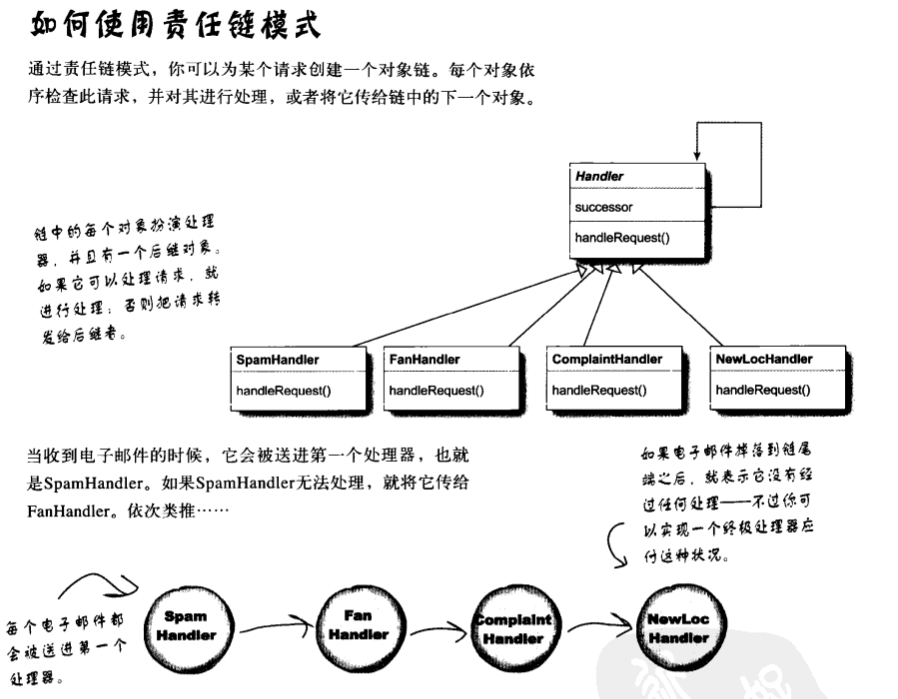 如何使用责任链模式
通过责任链模式，你可以为某个请求创建一个对象链。每个对象依
序检查此请求，并对其进行处理，或者将它传给链中的下一个对象。
Handler
successor
handleRequest()
链中的每个对象扮演处理
器，并且有一个后继对象。
如果它可以处理请求，就
进行处理；否则把请求转
发给后继者。
SpamHandler
handleRequest()
FanHandler
handleRequest()
ComplaintHandler
handleRequest()
NewLocHandler
handleRequest()
当收到电子邮件的时候，它会被送进第一个处理器，也就
是SpamHandler。如果SpamHandler无法处理，就将它传给
FanHandler。依次类推……
如果电子邮件掉落到链尾
端之后，就表示它没有经
过任何处理——不过你可
以实现一个终极处理器应
付这种状况。
每个电子邮件都
会被送进第一个
处理器。
Spam
Handler
Fan
Handler
Complaint
Handler
NewLoc
Handler